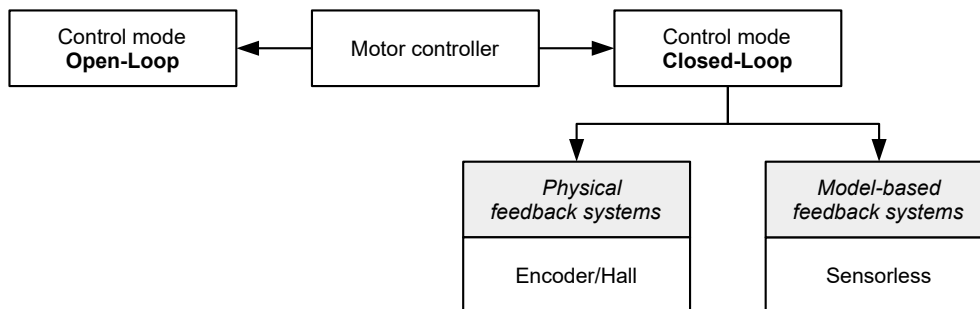 Control mode
Open-Loop
Motor controller
Control mode
Closed-Loop
Physical
feedback systems
Encoder/Hall
Model-based
feedback systems
Sensorless